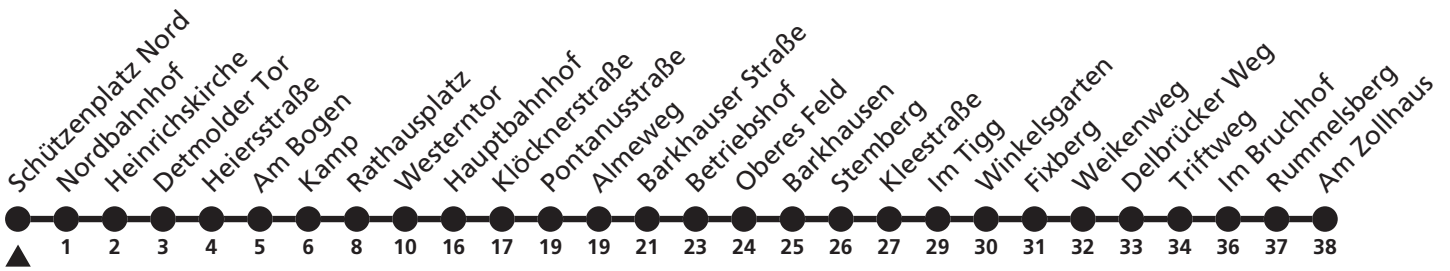 Schützenplatz Nord
Nordbahnhof
Heinrichskirche
Detmolder Tor
Heiersstraße
Am Bogen
Kamp
Rathausplatz
Westerntor
Hauptbahnhof
Klöcknerstraße
Pontanusstraße
Almeweg
Barkhauser Straße
Betriebshof
Oberes Feld
Barkhausen
Stemberg
Kleestraße
Im Tigg
Winkelsgarten
Fixberg
Weikenweg
Delbrücker Weg
Triftweg
Im Bruchhof
Rummelsberg
Am Zollhaus
1 2 3 4 5 6 8 10 16 17 19 19 21 23 24 25 26 27 29 30 31 32 33 34 36 37 38